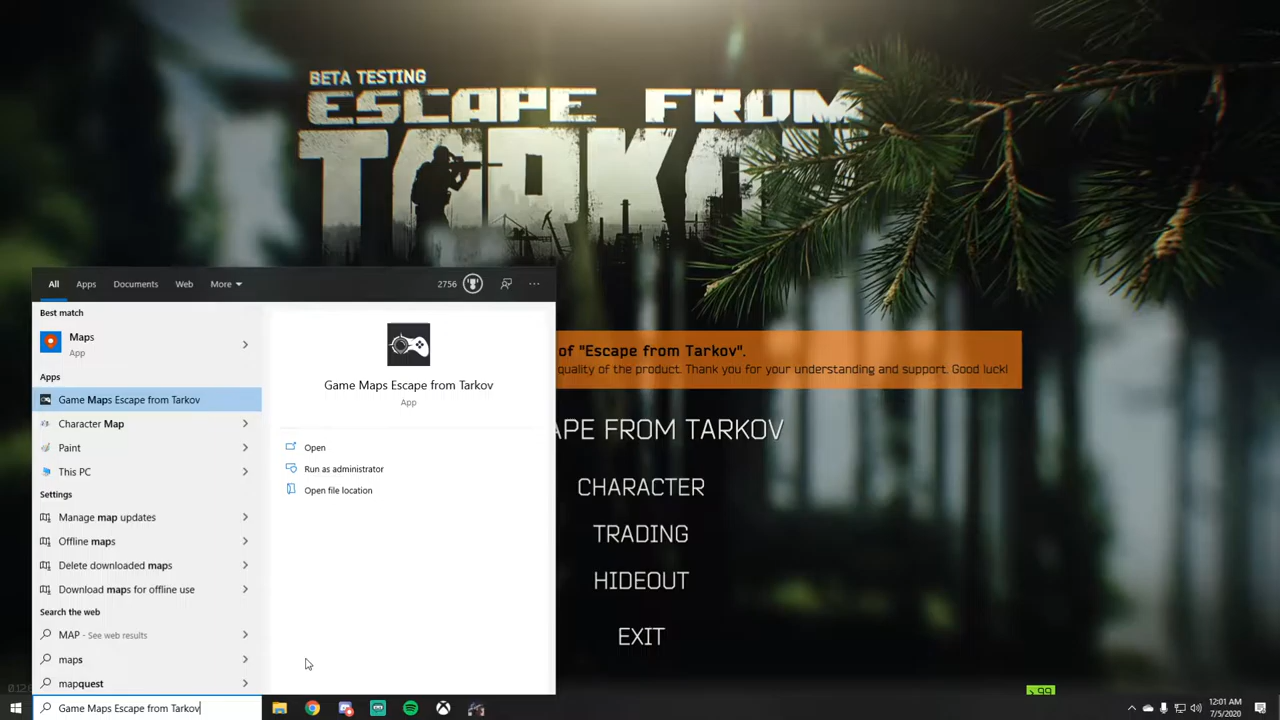 BETA TESTING
ESCAPE FROM
TARKOV
All Apps Documents Web More 2756 ...
Best match
Maps
App
Apps
Game Maps Escape from Tarkov
Character Map
Paint
This PC
Settings
Manage map updates
Offline maps
Delete downloaded maps
Download maps for offline use
Search the web
MAP - See web results
maps
mapquest
Game Maps Escape from Tarkov
Game Maps Escape from Tarkov
App
Open
Run as administrator
Open file location
of "Escape from Tarkov".
quality of the product. Thank you for your understanding and support. Good luck!
APE FROM TARKOV
CHARACTER
TRADING
HIDEOUT
EXIT
99
12:01 AM
7/5/2020